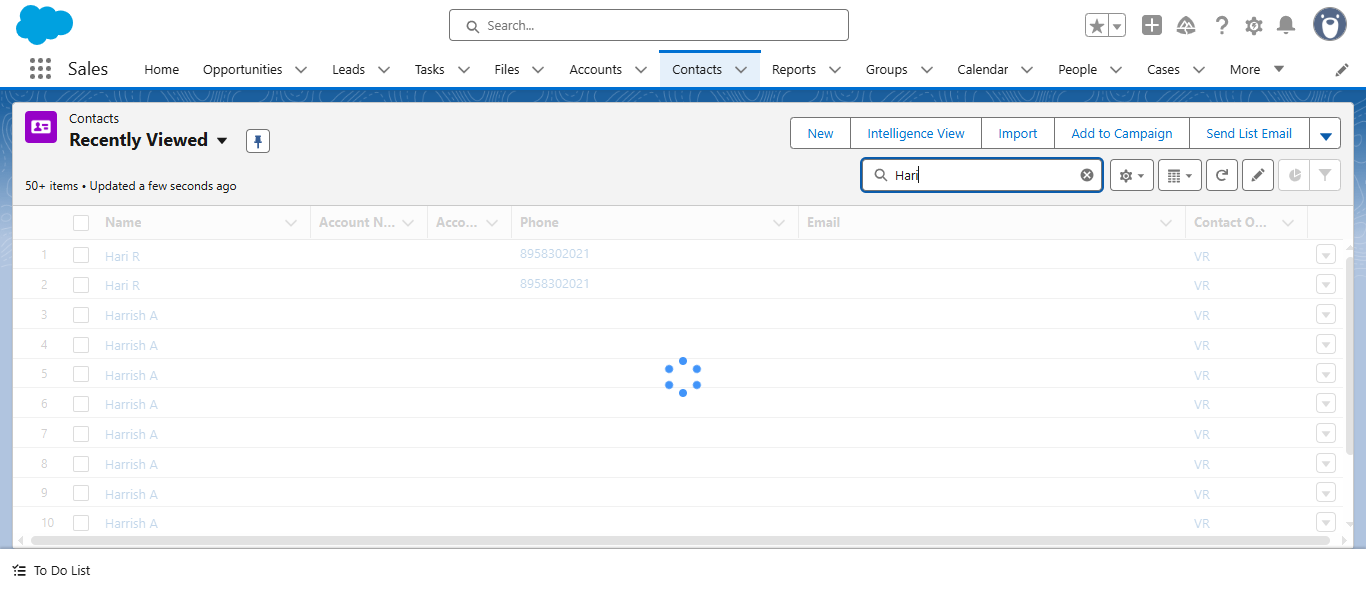 Search...
Sales Home Opportunities Leads Tasks Files Accounts Contacts Reports Groups Calendar People Cases More
Contacts
Recently Viewed
New Intelligence View Import Add to Campaign Send List Email
50+ items • Updated a few seconds ago
Hari
Name Account N... Acco... Phone Email Contact O...
1 Hari R 8958302021 VR
2 Hari R 8958302021 VR
3 Harrish A VR
4 Harrish A VR
5 Harrish A VR
6 Harrish A VR
7 Harrish A VR
8 Harrish A VR
9 Harrish A VR
10 Harrish A VR
To Do List